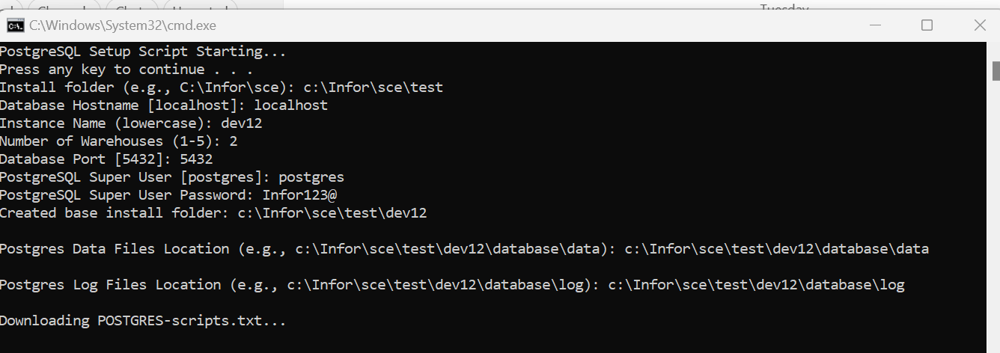 Tuesday
C:\Windows\System32\cmd.exe
PostgreSQL Setup Script Starting...
Press any key to continue . . .
Install folder (e.g., C:\Infor\sce): c:\Infor\sce\test
Database Hostname [localhost]: localhost
Instance Name (lowercase): dev12
Number of Warehouses (1-5): 2
Database Port [5432]: 5432
PostgreSQL Super User [postgres]: postgres
PostgreSQL Super User Password: Infor123@
Created base install folder: c:\Infor\sce\test\dev12
Postgres Data Files Location (e.g., c:\Infor\sce\test\dev12\database\data): c:\Infor\sce\test\dev12\database\data
Postgres Log Files Location (e.g., c:\Infor\sce\test\dev12\database\log): c:\Infor\sce\test\dev12\database\log
Downloading POSTGRES-scripts.txt...